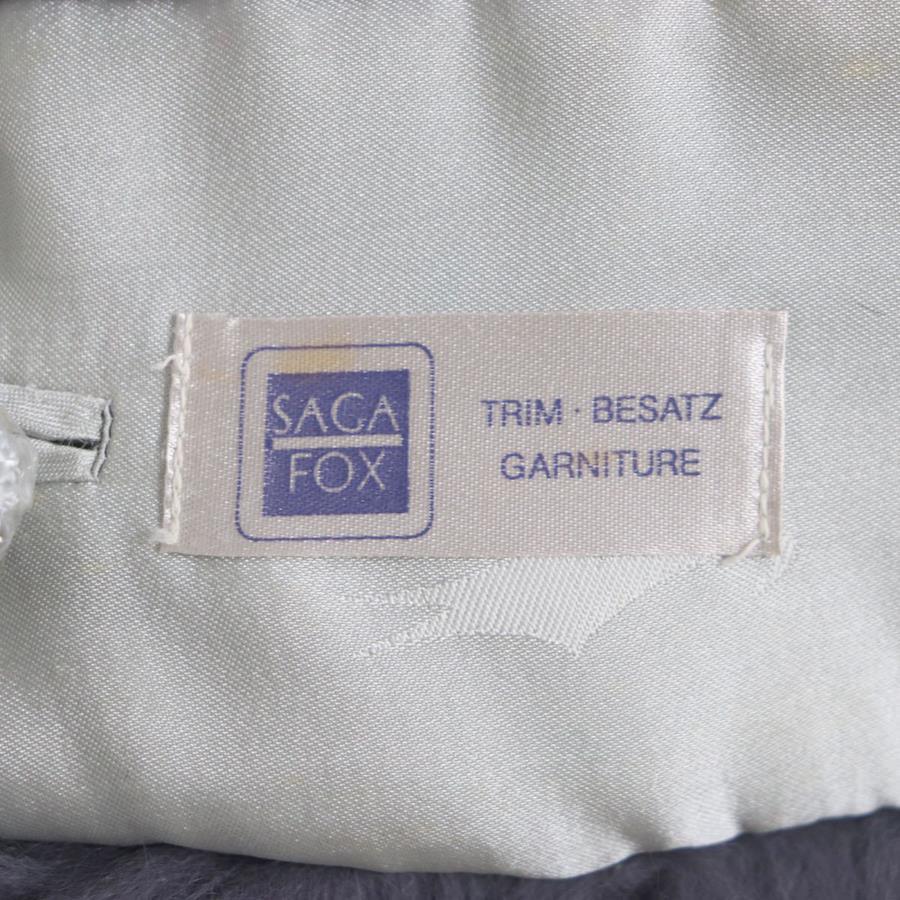 SAGA
FOX
TRIM · BESATZ
GARNITURE